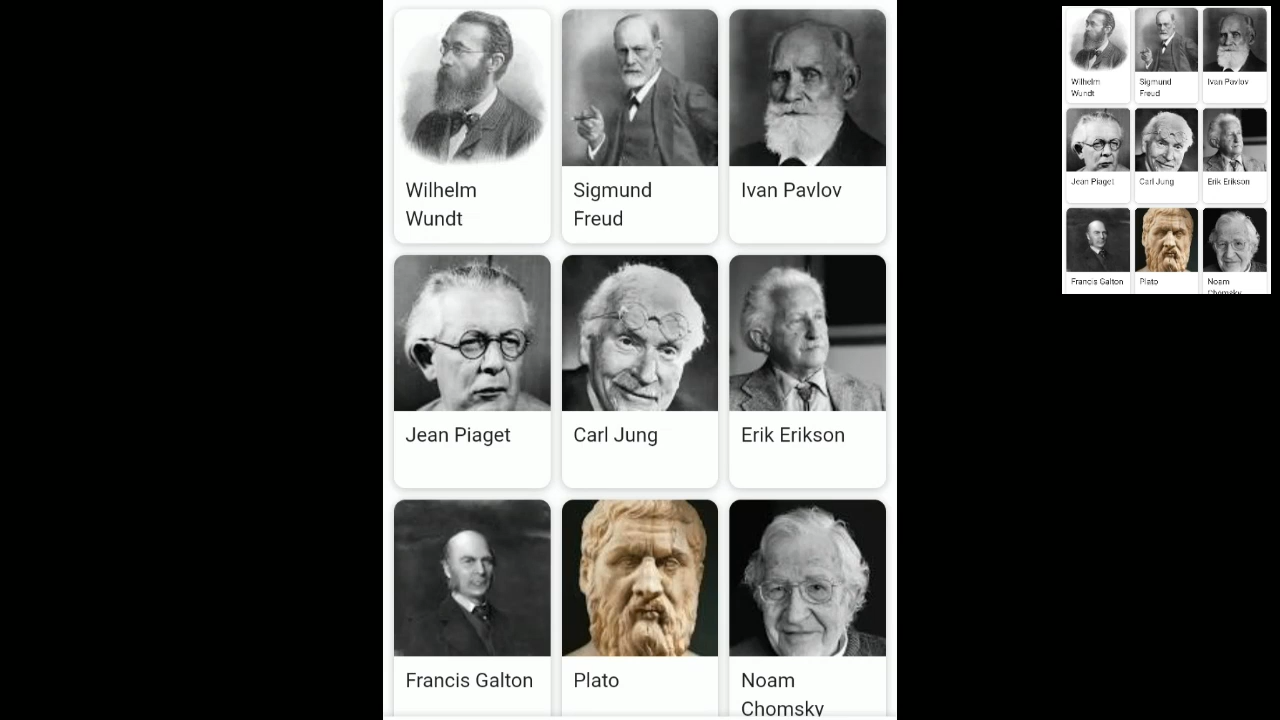 Wilhelm
Wundt
Sigmund
Freud
Ivan Pavlov
Jean Piaget
Carl Jung
Erik Erikson
Francis Galton
Plato
Noam
Chomsky
Wilhelm
Wundt
Sigmund
Freud
Ivan Pavlov
Jean Piaget
Carl Jung
Erik Erikson
Francis Galton
Plato
Noam
Chomsky